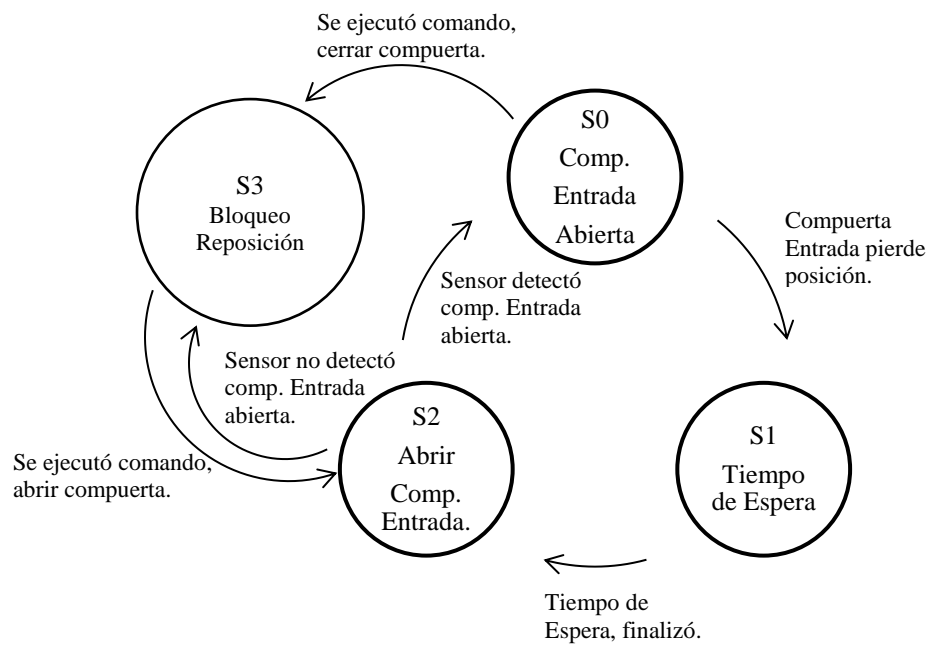 Se ejecutó comando,
cerrar compuerta.
S0
Comp.
Entrada
Abierta
S3
Bloqueo
Reposición
Compuerta
Entrada pierde
posición.
Sensor detectó
comp. Entrada
abierta.
Sensor no detectó
comp. Entrada
abierta.
S2
Abrir
Comp.
Entrada.
S1
Tiempo
de Espera
Se ejecutó comando,
abrir compuerta.
Tiempo de
Espera, finalizó.